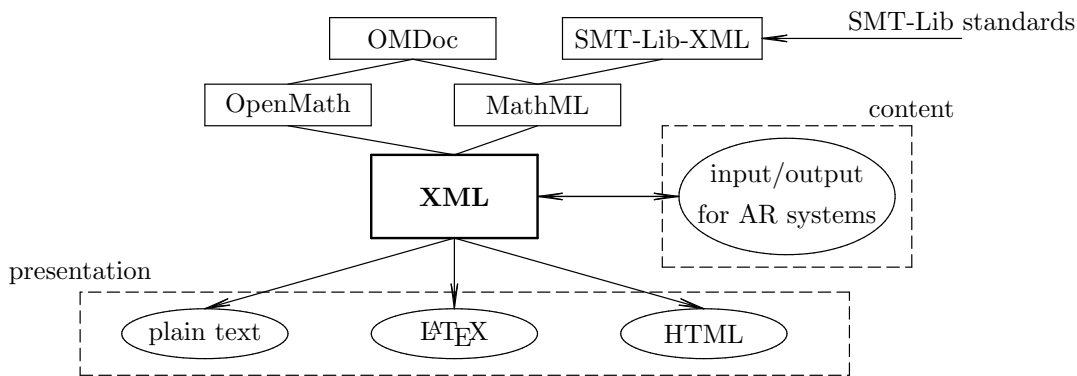 OMDoc
SMT-Lib-XML
SMT-Lib standards
OpenMath
MathML
content
XML
input/output
for AR systems
presentation
plain text
LATEX
HTML